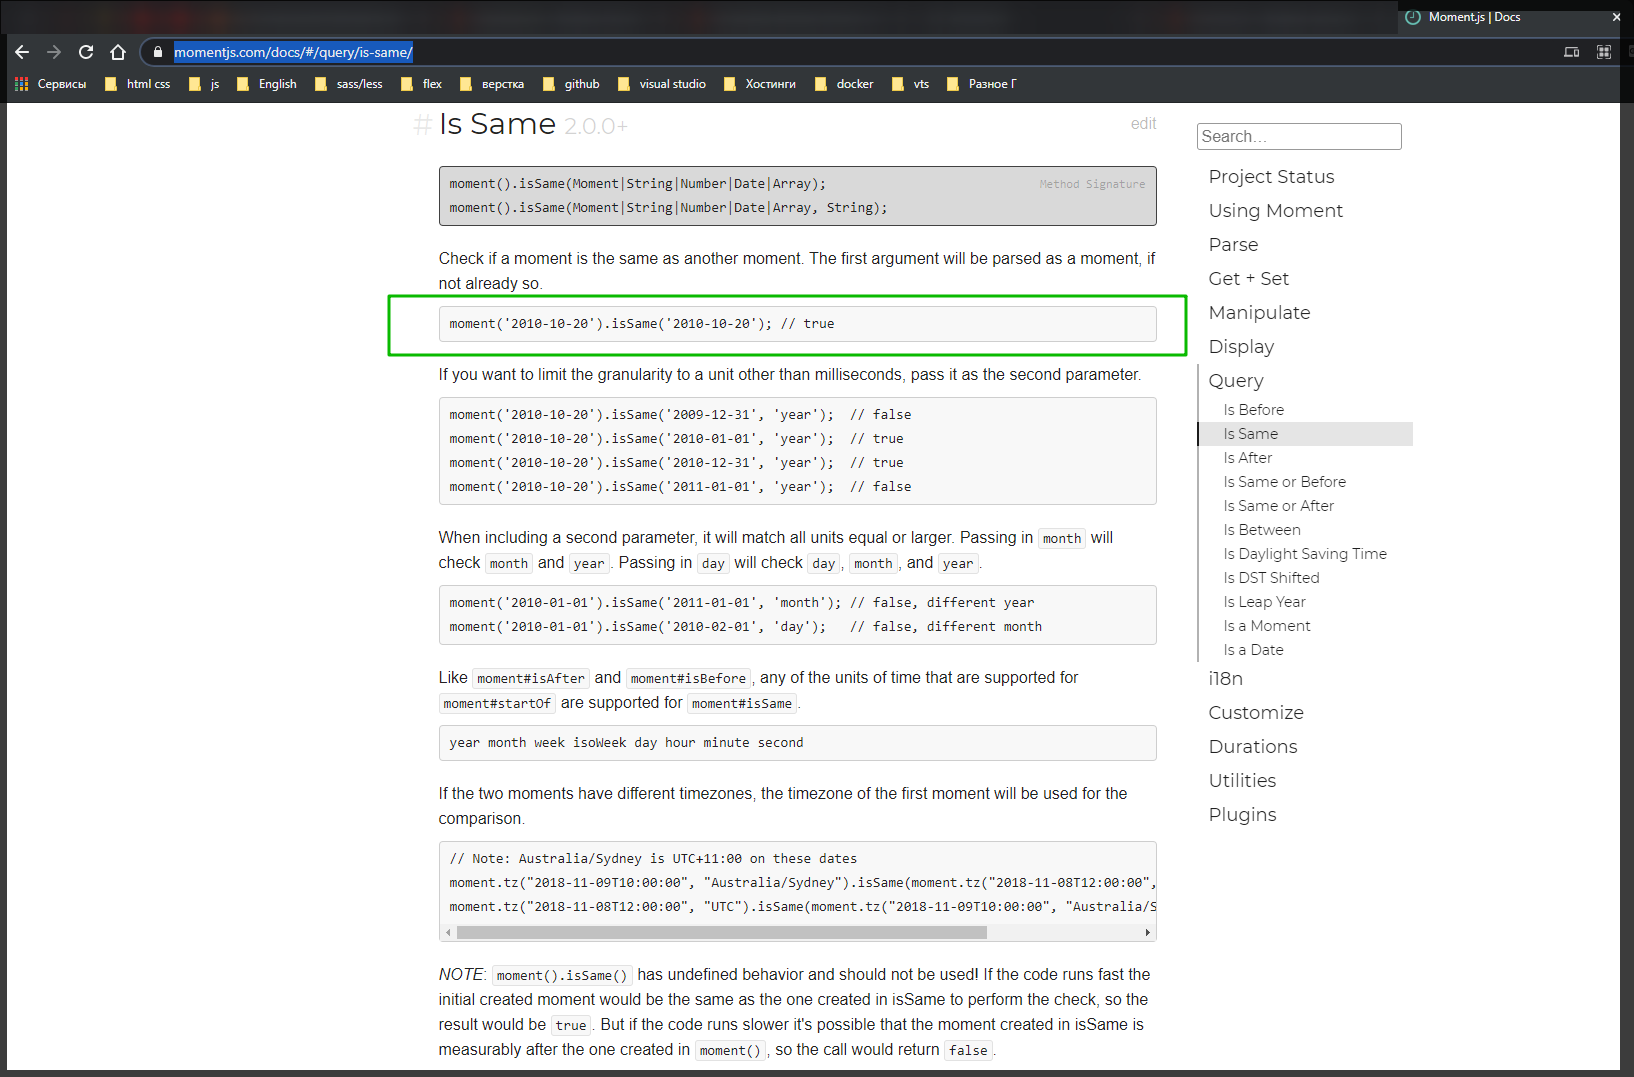 Moment.js | Docs
momentjs.com/docs/#/query/is-same/
Сервисы html css js English sass/less flex верстка github visual studio Хостинги docker vts Разное Г
# Is Same 2.0.0+ edit
moment().isSame(Moment|String|Number|Date|Array); Method Signature
moment().isSame(Moment|String|Number|Date|Array, String);
Check if a moment is the same as another moment. The first argument will be parsed as a moment, if
not already so.
moment('2010-10-20').isSame('2010-10-20'); // true
If you want to limit the granularity to a unit other than milliseconds, pass it as the second parameter.
moment('2010-10-20').isSame('2009-12-31', 'year');  // false
moment('2010-10-20').isSame('2010-01-01', 'year');  // true
moment('2010-10-20').isSame('2010-12-31', 'year');  // true
moment('2010-10-20').isSame('2011-01-01', 'year');  // false
When including a second parameter, it will match all units equal or larger. Passing in month will
check month and year. Passing in day will check day, month, and year.
moment('2010-01-01').isSame('2011-01-01', 'month'); // false, different year
moment('2010-01-01').isSame('2010-02-01', 'day');   // false, different month
Like moment#isAfter and moment#isBefore, any of the units of time that are supported for
moment#startOf are supported for moment#isSame.
year month week isoWeek day hour minute second
If the two moments have different timezones, the timezone of the first moment will be used for the
comparison.
// Note: Australia/Sydney is UTC+11:00 on these dates
moment.tz("2018-11-09T10:00:00", "Australia/Sydney").isSame(moment.tz("2018-11-08T12:00:00",
moment.tz("2018-11-08T12:00:00", "UTC").isSame(moment.tz("2018-11-09T10:00:00", "Australia/S
NOTE: moment().isSame() has undefined behavior and should not be used! If the code runs fast the
initial created moment would be the same as the one created in isSame to perform the check, so the
result would be true. But if the code runs slower it's possible that the moment created in isSame is
measurably after the one created in moment(), so the call would return false.
Search...
Project Status
Using Moment
Parse
Get + Set
Manipulate
Display
Query
Is Before
Is Same
Is After
Is Same or Before
Is Same or After
Is Between
Is Daylight Saving Time
Is DST Shifted
Is Leap Year
Is a Moment
Is a Date
i18n
Customize
Durations
Utilities
Plugins